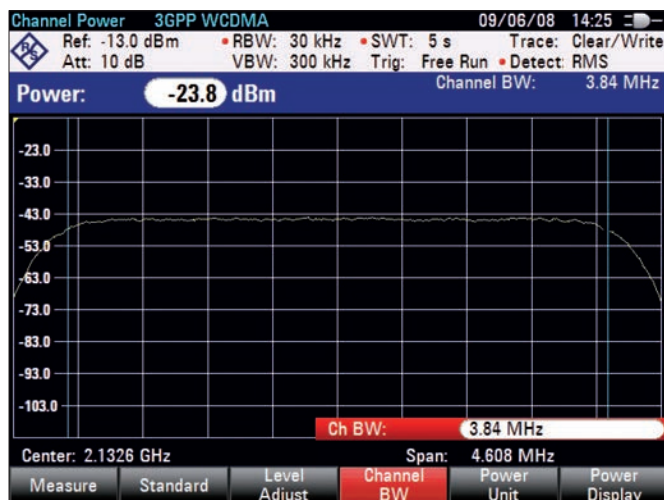 Channel Power 3GPP WCDMA 09/06/08 14:25
R&S Ref: -13.0 dBm • RBW: 30 kHz • SWT: 5 s Trace: Clear/Write
Att: 10 dB VBW: 300 kHz Trig: Free Run • Detect: RMS
Power: -23.8 dBm Channel BW: 3.84 MHz
-23.0
-33.0
-43.0
-53.0
-63.0
-73.0
-83.0
-93.0
-103.0
Ch BW: 3.84 MHz
Center: 2.1326 GHz Span: 4.608 MHz
Measure Standard Level Adjust Channel BW Power Unit Power Display